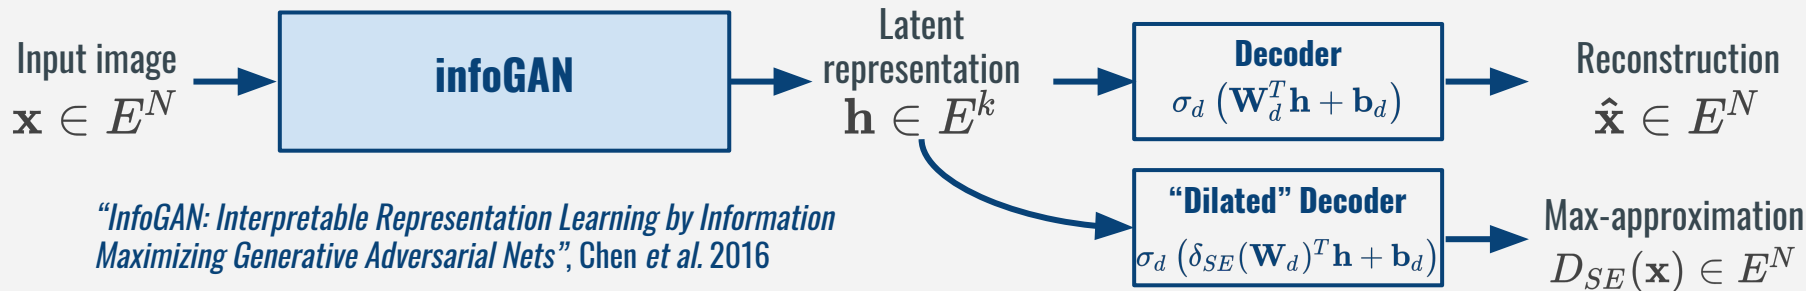 Input image
x ∈ E^N
infoGAN
Latent
representation
h ∈ E^k
Decoder
σ_d (W_d^T h + b_d)
Reconstruction
x̂ ∈ E^N
“InfoGAN: Interpretable Representation Learning by Information
Maximizing Generative Adversarial Nets”, Chen et al. 2016
“Dilated” Decoder
σ_d (δ_SE(W_d)^T h + b_d)
Max-approximation
D_SE(x) ∈ E^N